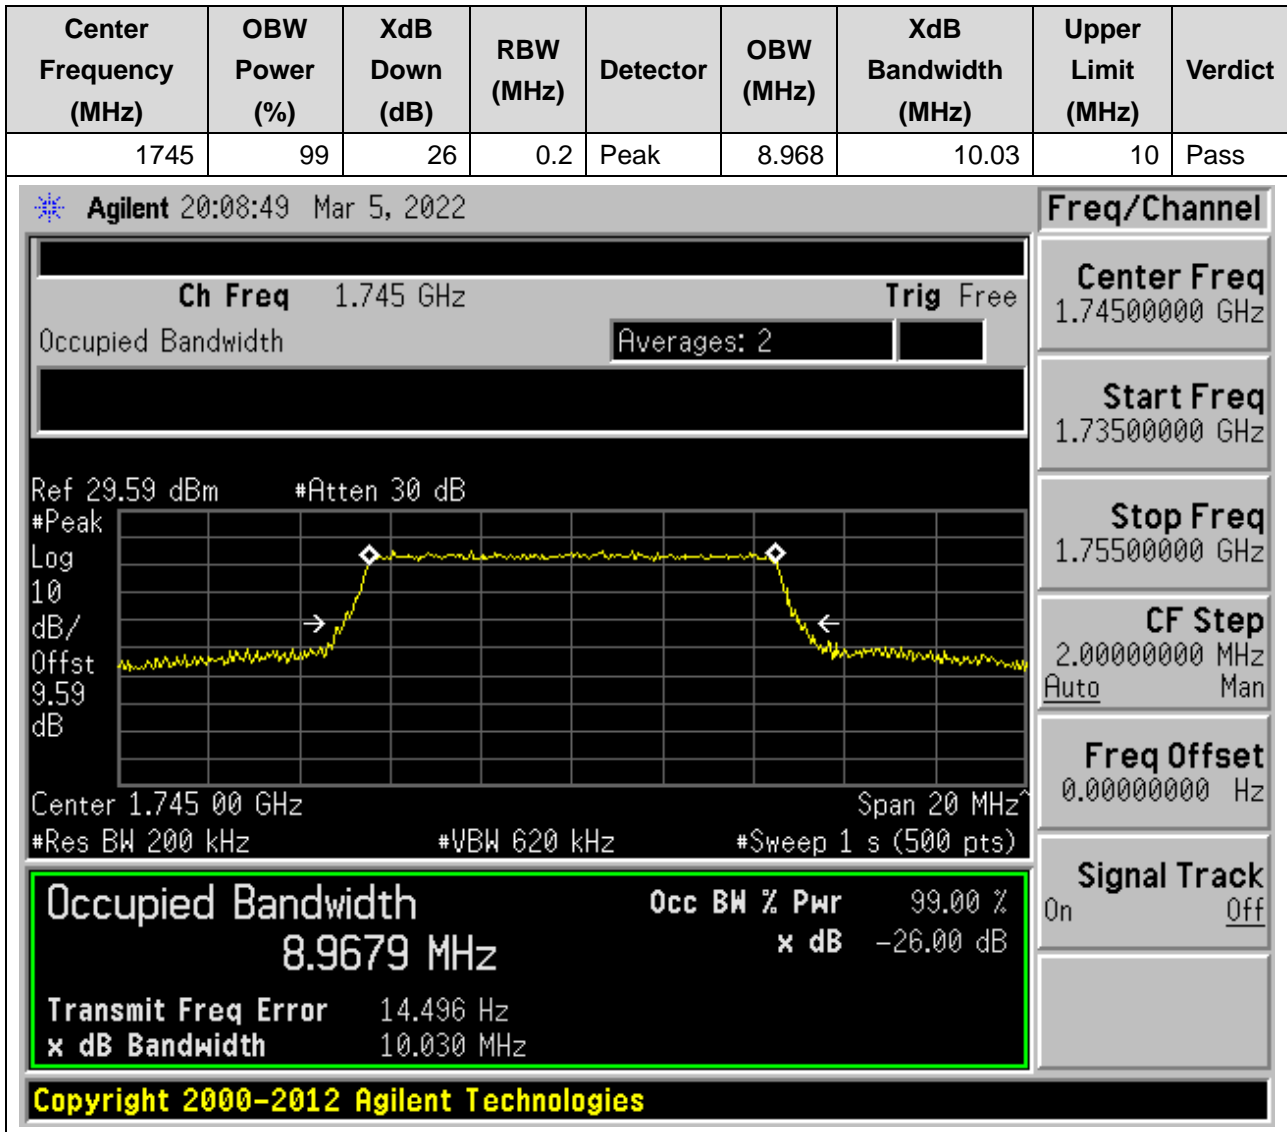 Center Frequency (MHz) OBW Power (%) XdB Down (dB) RBW (MHz) Detector OBW (MHz) XdB Bandwidth (MHz) Upper Limit (MHz) Verdict
1745 99 26 0.2 Peak 8.968 10.03 10 Pass
Agilent 20:08:49 Mar 5, 2022
Ch Freq 1.745 GHz Trig Free
Occupied Bandwidth Averages: 2
Ref 29.59 dBm #Atten 30 dB
#Peak
Log
10
dB/
Offst
9.59
dB
Center 1.745 00 GHz Span 20 MHz^
#Res BW 200 kHz #VBW 620 kHz #Sweep 1 s (500 pts)
Occupied Bandwidth Occ BW % Pwr 99.00 %
8.9679 MHz x dB -26.00 dB
Transmit Freq Error 14.496 Hz
x dB Bandwidth 10.030 MHz
Copyright 2000-2012 Agilent Technologies
Freq/Channel
Center Freq
1.74500000 GHz
Start Freq
1.73500000 GHz
Stop Freq
1.75500000 GHz
CF Step
2.00000000 MHz
Auto Man
Freq Offset
0.00000000 Hz
Signal Track
On Off